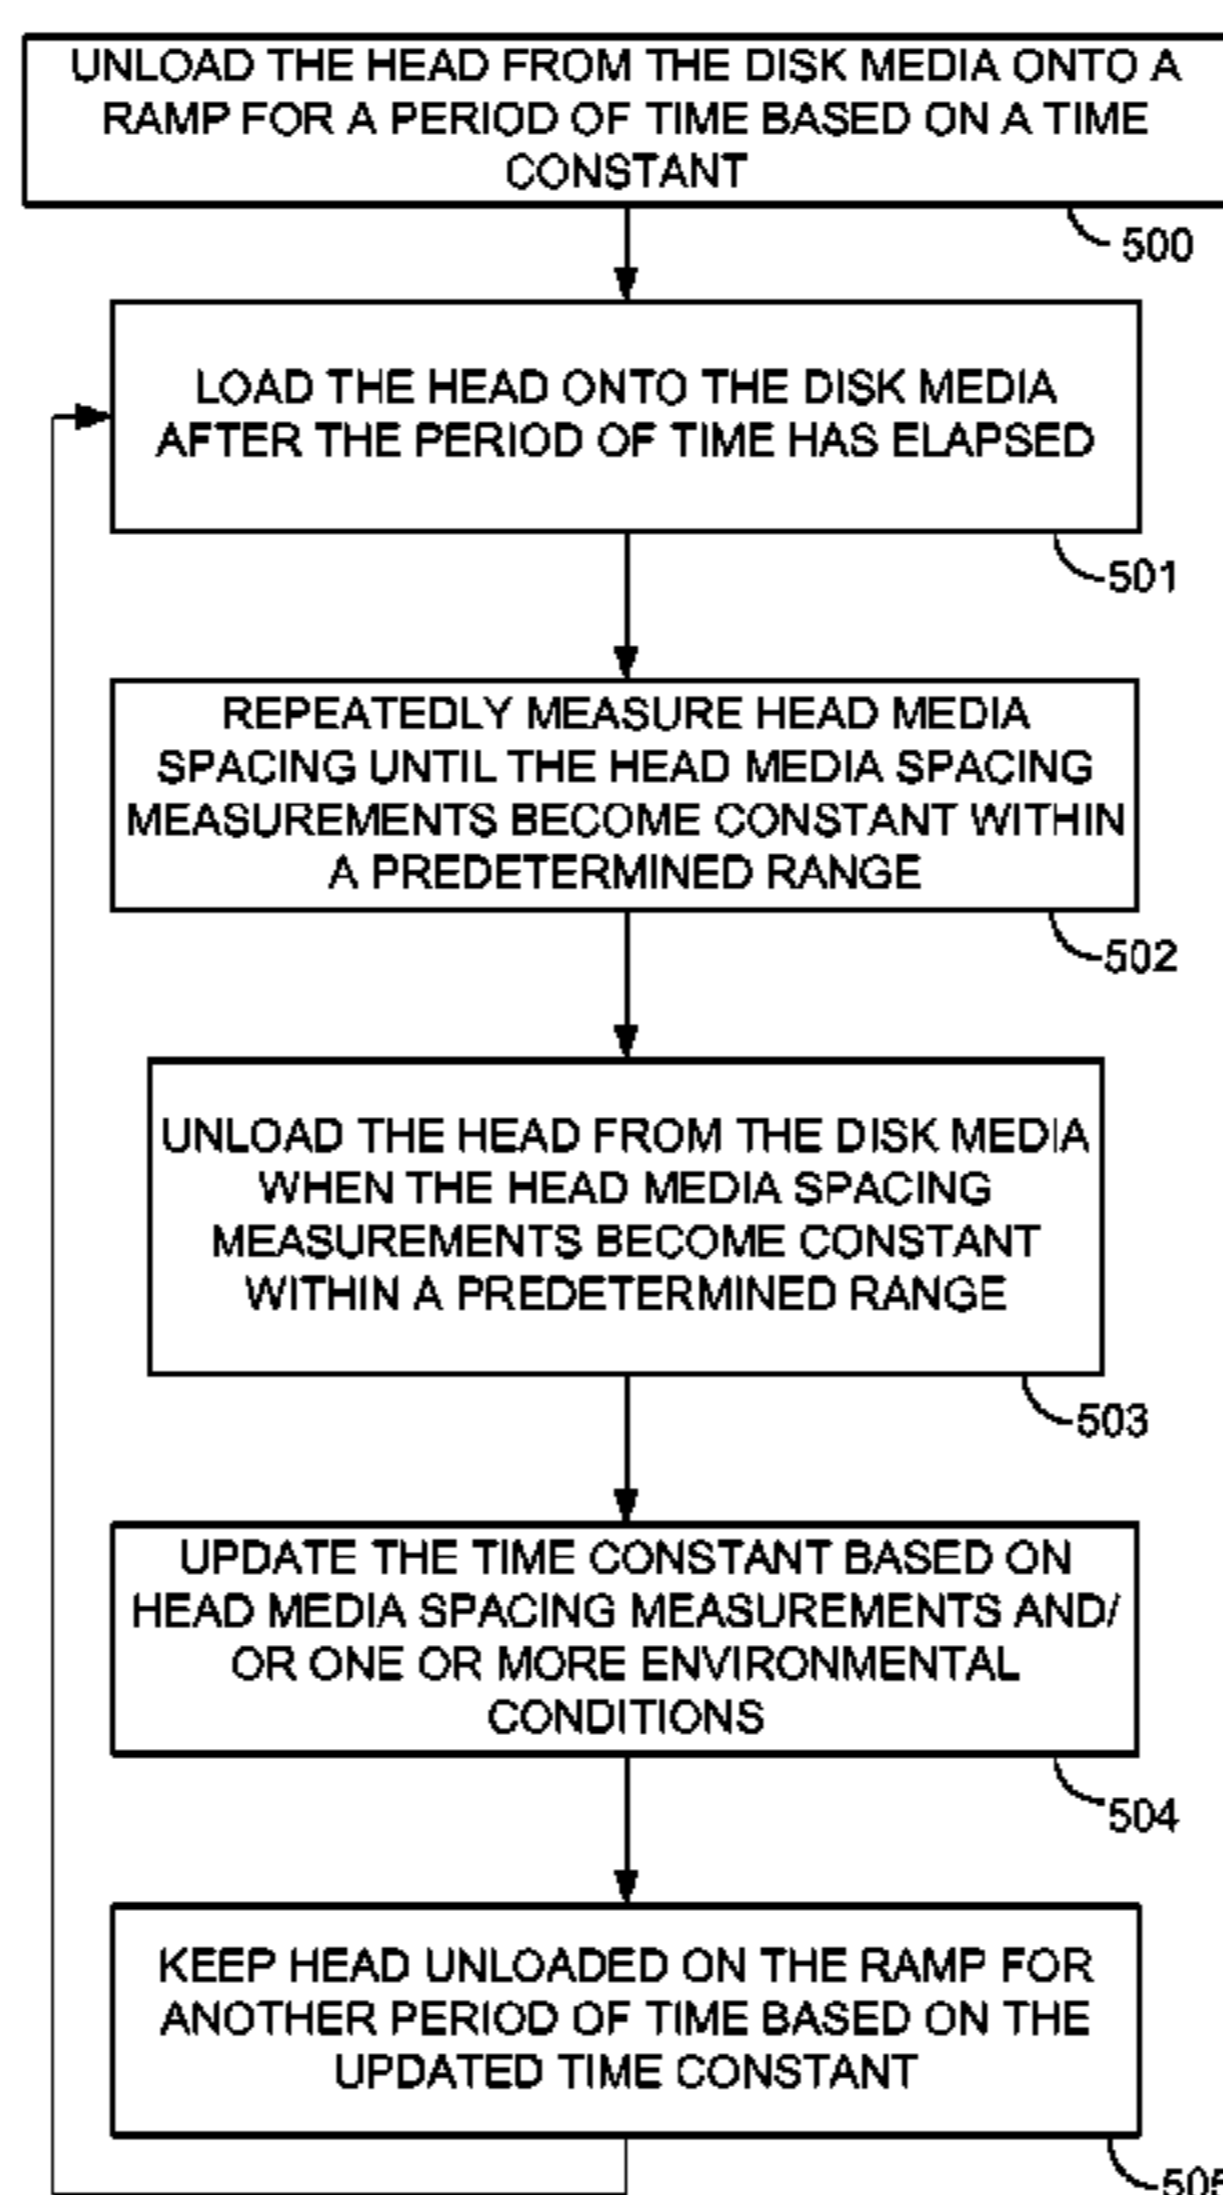 UNLOAD THE HEAD FROM THE DISK MEDIA ONTO A
RAMP FOR A PERIOD OF TIME BASED ON A TIME
CONSTANT
500
LOAD THE HEAD ONTO THE DISK MEDIA
AFTER THE PERIOD OF TIME HAS ELAPSED
501
REPEATEDLY MEASURE HEAD MEDIA
SPACING UNTIL THE HEAD MEDIA SPACING
MEASUREMENTS BECOME CONSTANT WITHIN
A PREDETERMINED RANGE
502
UNLOAD THE HEAD FROM THE DISK MEDIA
WHEN THE HEAD MEDIA SPACING
MEASUREMENTS BECOME CONSTANT
WITHIN A PREDETERMINED RANGE
503
UPDATE THE TIME CONSTANT BASED ON
HEAD MEDIA SPACING MEASUREMENTS AND/
OR ONE OR MORE ENVIRONMENTAL
CONDITIONS
504
KEEP HEAD UNLOADED ON THE RAMP FOR
ANOTHER PERIOD OF TIME BASED ON THE
UPDATED TIME CONSTANT
505